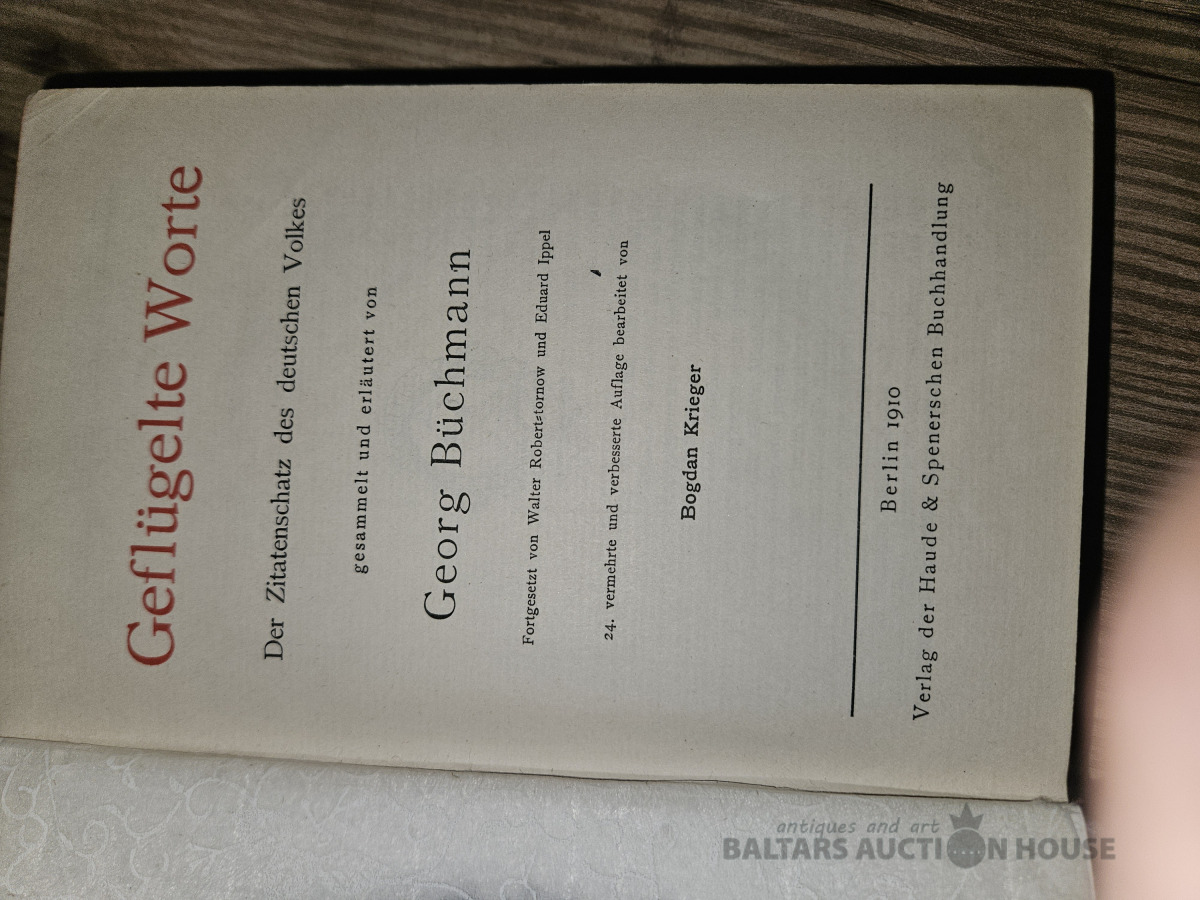 Geflügelte Worte
Der Zitatenschatz des deutschen Volkes
gesammelt und erläutert von
Georg Büchmann
Fortgesetzt von Walter Robert-tornow und Eduard Ippel
24. vermehrte und verbesserte Auflage bearbeitet von
Bogdan Krieger
Berlin 1910
Verlag der Haude & Spenerschen Buchhandlung
antiques and art
BALTARS AUCTION HOUSE